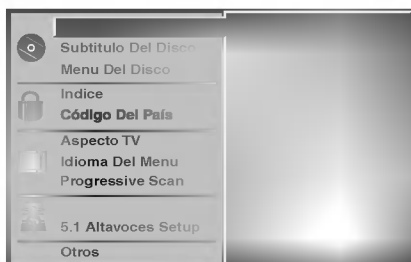 Subtitulo Del Disco
Menu Del Disco
Indice
Código Del País
Aspecto TV
Idioma Del Menu
Progressive Scan
5.1 Altavoces Setup
Otros